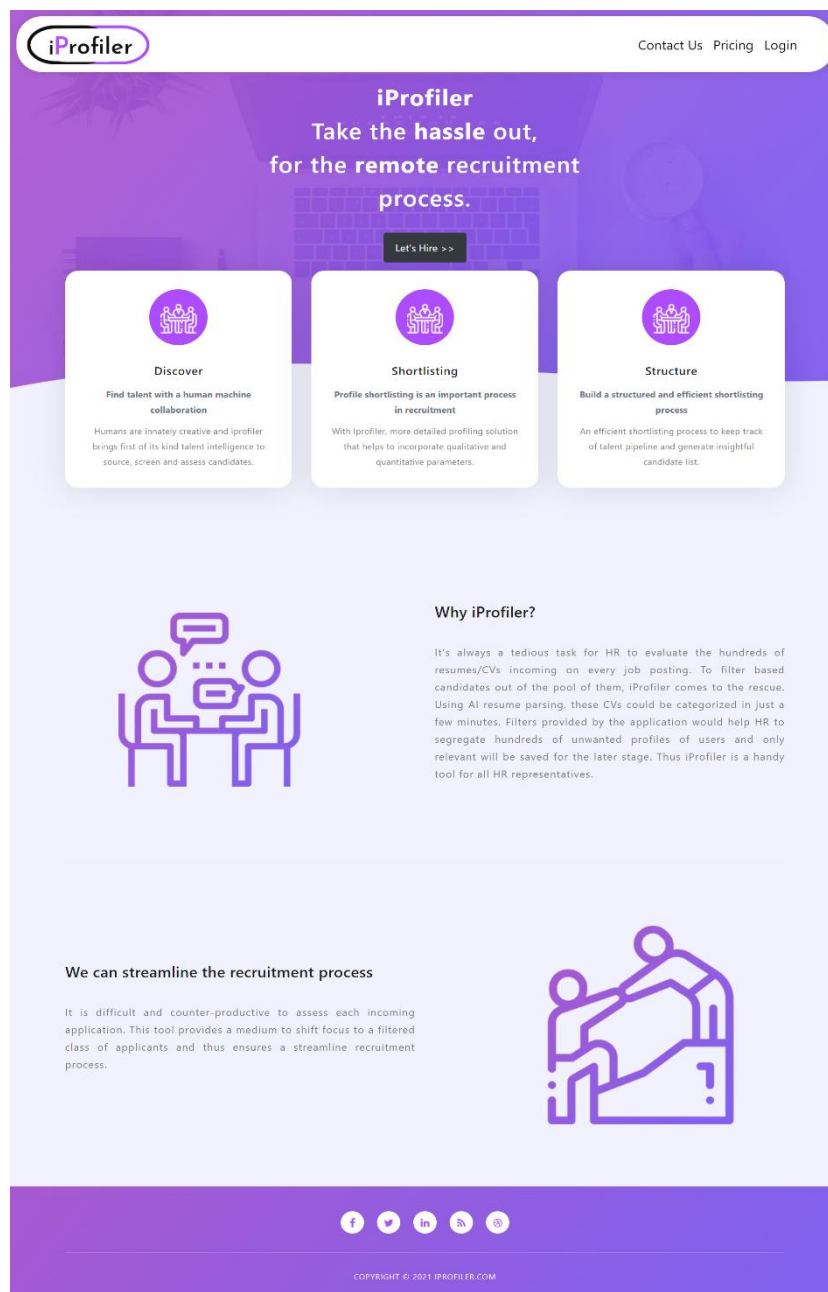 iProfiler
Contact Us Pricing Login
iProfiler
Take the hassle out,
for the remote recruitment
process.
Let's Hire >>
Discover
Find talent with a human machine
collaboration
Humans are innately creative and iprofiler
brings first of its kind talent intelligence to
source, screen and assess candidates.
Shortlisting
Profile shortlisting is an important process
in recruitment
With Iprofiler, more detailed profiling solution
that helps to incorporate qualitative and
quantitative parameters.
Structure
Build a structured and efficient shortlisting
process
An efficient shortlisting process to keep track
of talent pipeline and generate insightful
candidate list.
Why iProfiler?
It's always a tedious task for HR to evaluate the hundreds of
resumes/CVs incoming on every job posting. To filter based
candidates out of the pool of them, iProfiler comes to the rescue.
Using AI resume parsing, these CVs could be categorized in just a
few minutes. Filters provided by the application would help HR to
segregate hundreds of unwanted profiles of users and only
relevant will be saved for the later stage. Thus iProfiler is a handy
tool for all HR representatives.
We can streamline the recruitment process
It is difficult and counter-productive to assess each incoming
application. This tool provides a medium to shift focus to a filtered
class of applicants and thus ensures a streamline recruitment
process.
COPYRIGHT © 2021 IPROFILER.COM